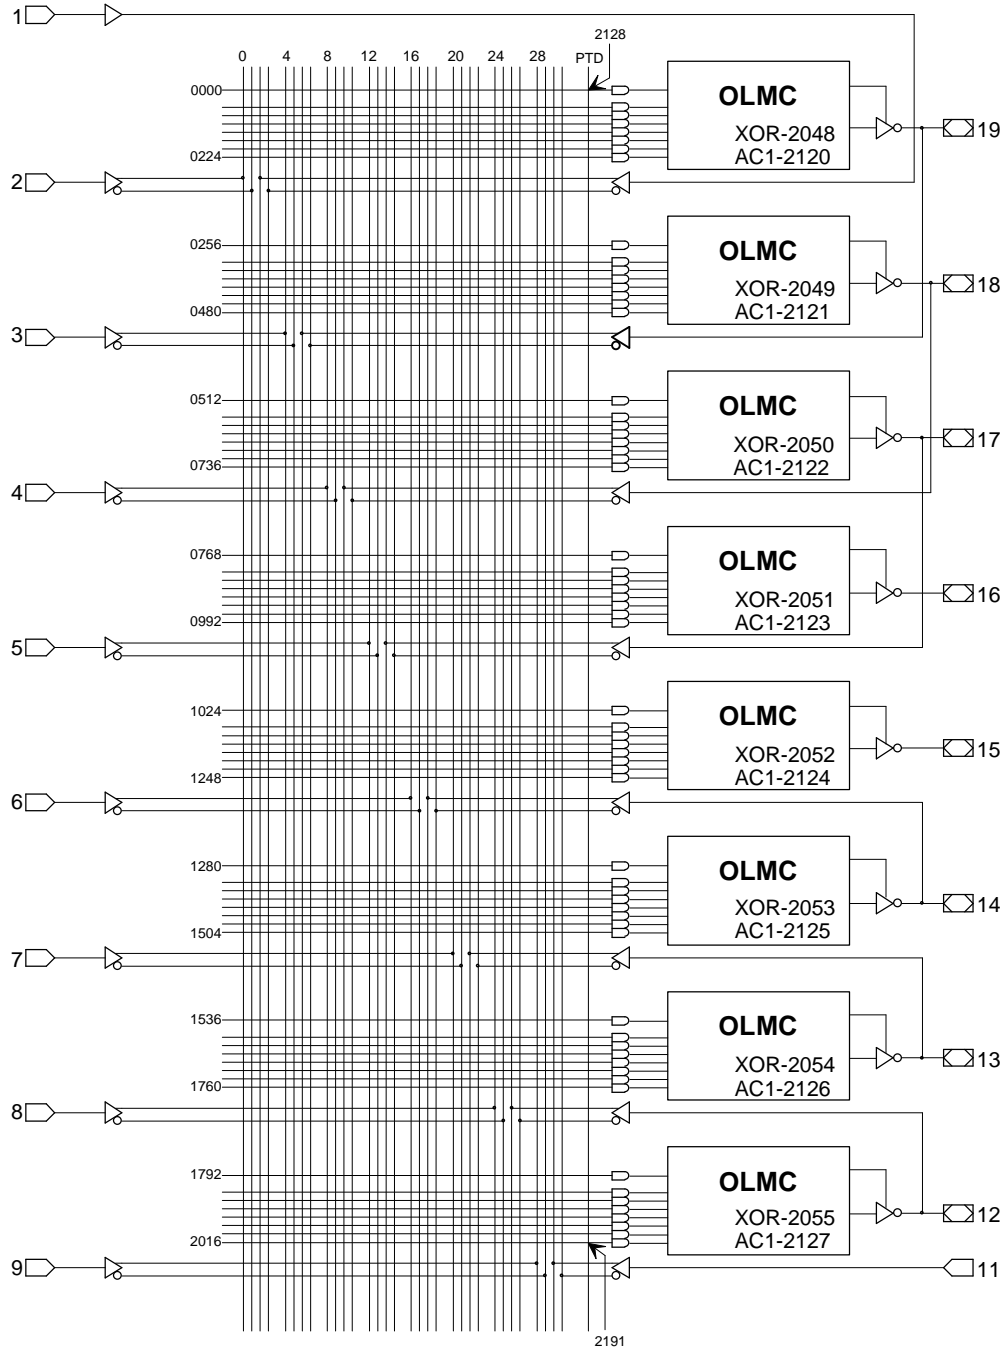 1
2128
0 4 8 12 16 20 24 28 PTD
0000
OLMC
XOR-2048
AC1-2120
19
0224
2
0256
OLMC
XOR-2049
AC1-2121
18
0480
3
0512
OLMC
XOR-2050
AC1-2122
17
0736
4
0768
OLMC
XOR-2051
AC1-2123
16
0992
5
1024
OLMC
XOR-2052
AC1-2124
15
1248
6
1280
OLMC
XOR-2053
AC1-2125
14
1504
7
1536
OLMC
XOR-2054
AC1-2126
13
1760
8
1792
OLMC
XOR-2055
AC1-2127
12
2016
9
11
2191